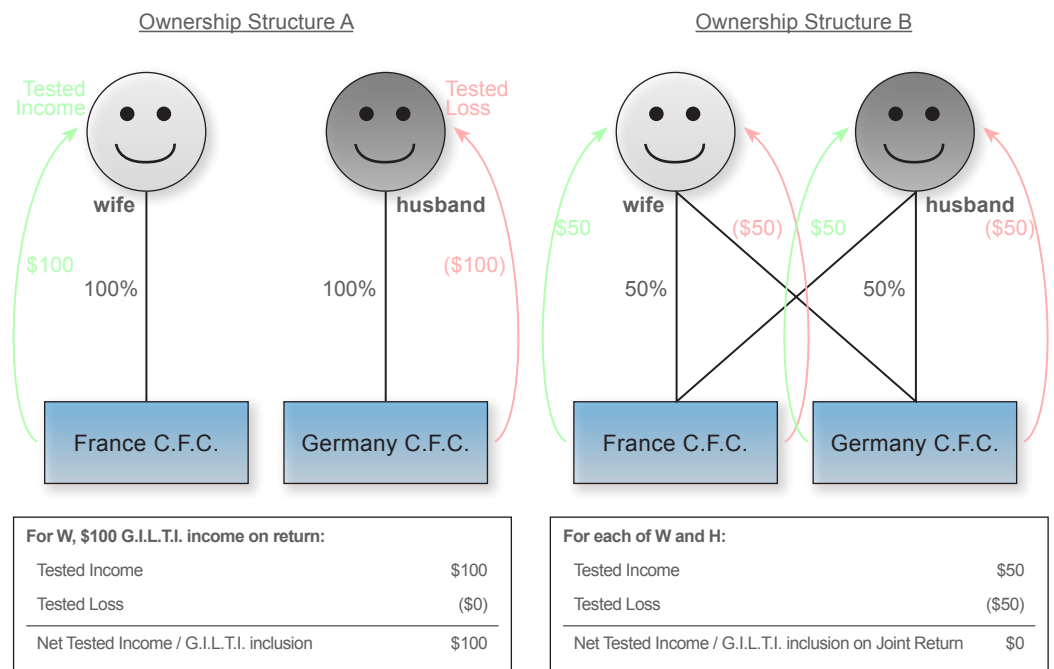 Ownership Structure A
Tested
Income
Tested
Loss
wife
husband
$100
($100)
100%
100%
France C.F.C.
Germany C.F.C.
For W, $100 G.I.L.T.I. income on return:
Tested Income $100
Tested Loss ($0)
Net Tested Income / G.I.L.T.I. inclusion $100
Ownership Structure B
wife
husband
$50
($50)
$50
($50)
50%
50%
France C.F.C.
Germany C.F.C.
For each of W and H:
Tested Income $50
Tested Loss ($50)
Net Tested Income / G.I.L.T.I. inclusion on Joint Return $0